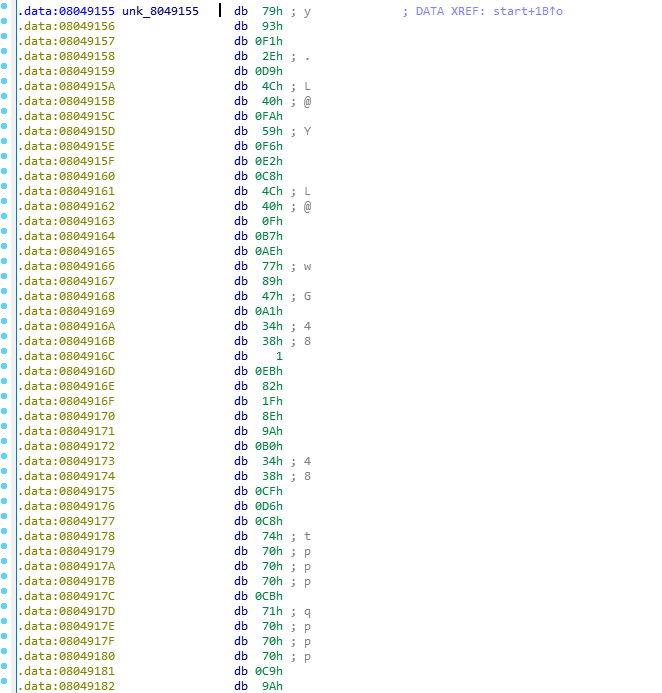 .data:08049155 unk_8049155 db 79h ; y ; DATA XREF: start+1B↑o
.data:08049156 db 93h
.data:08049157 db 0F1h
.data:08049158 db 2Eh ; .
.data:08049159 db 0D9h
.data:0804915A db 4Ch ; L
.data:0804915B db 40h ; @
.data:0804915C db 0FAh
.data:0804915D db 59h ; Y
.data:0804915E db 0F6h
.data:0804915F db 0E2h
.data:08049160 db 0C8h
.data:08049161 db 4Ch ; L
.data:08049162 db 40h ; @
.data:08049163 db 0Fh
.data:08049164 db 0B7h
.data:08049165 db 0AEh
.data:08049166 db 77h ; w
.data:08049167 db 89h
.data:08049168 db 47h ; G
.data:08049169 db 0A1h
.data:0804916A db 34h ; 4
.data:0804916B db 38h ; 8
.data:0804916C db 1
.data:0804916D db 0EBh
.data:0804916E db 82h
.data:0804916F db 1Fh
.data:08049170 db 8Eh
.data:08049171 db 9Ah
.data:08049172 db 0B0h
.data:08049173 db 34h ; 4
.data:08049174 db 38h ; 8
.data:08049175 db 0CFh
.data:08049176 db 0D6h
.data:08049177 db 0C8h
.data:08049178 db 74h ; t
.data:08049179 db 70h ; p
.data:0804917A db 70h ; p
.data:0804917B db 70h ; p
.data:0804917C db 0CBh
.data:0804917D db 71h ; q
.data:0804917E db 70h ; p
.data:0804917F db 70h ; p
.data:08049180 db 70h ; p
.data:08049181 db 0C9h
.data:08049182 db 9Ah